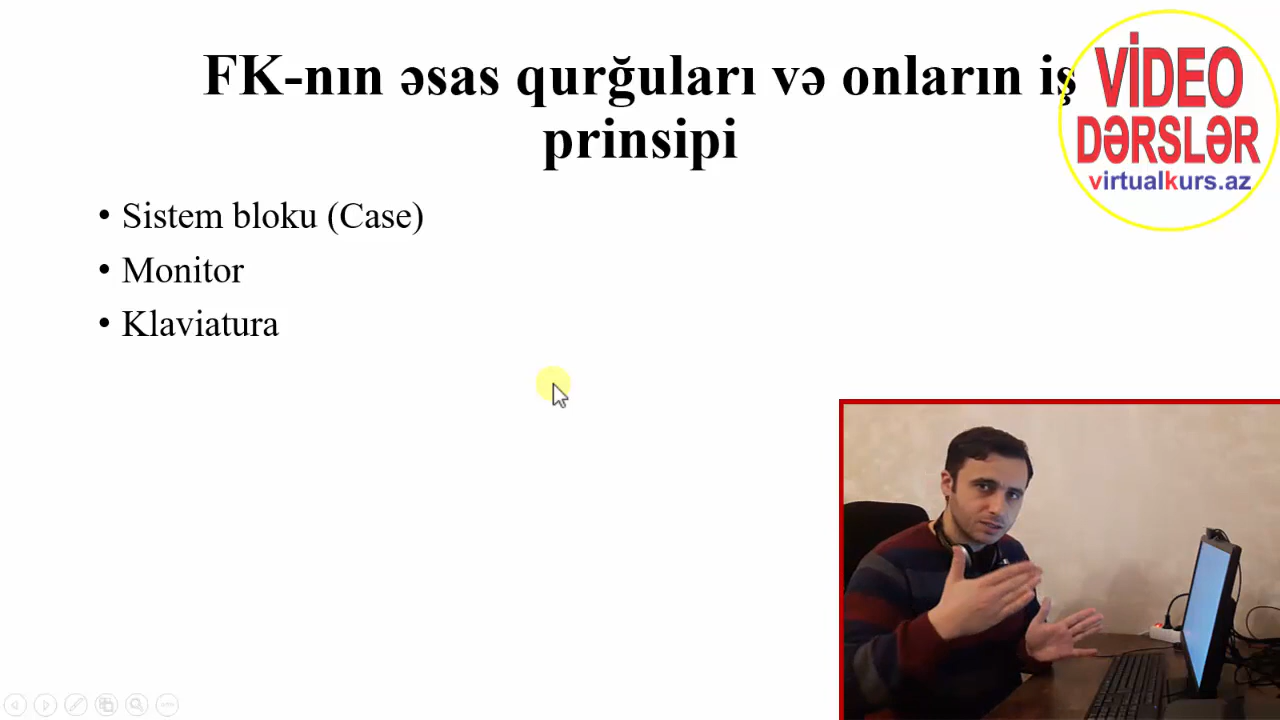 FK-nın əsas qurğuları və onların iş
prinsipi
VİDEO
DƏRSLƏR
virtualkurs.az
• Sistem bloku (Case)
• Monitor
• Klaviatura